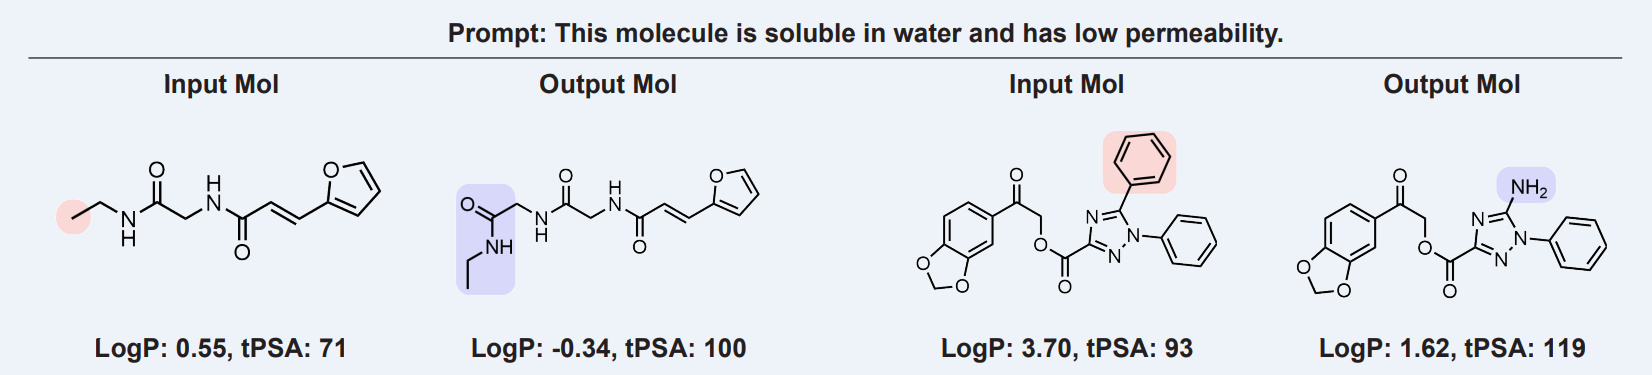 Prompt: This molecule is soluble in water and has low permeability.
Input Mol Output Mol Input Mol Output Mol
O H N N H O O
O NH O N H O H N O O
O O O O O N N N
O O O O O N N N NH2
LogP: 0.55, tPSA: 71 LogP: -0.34, tPSA: 100 LogP: 3.70, tPSA: 93 LogP: 1.62, tPSA: 119